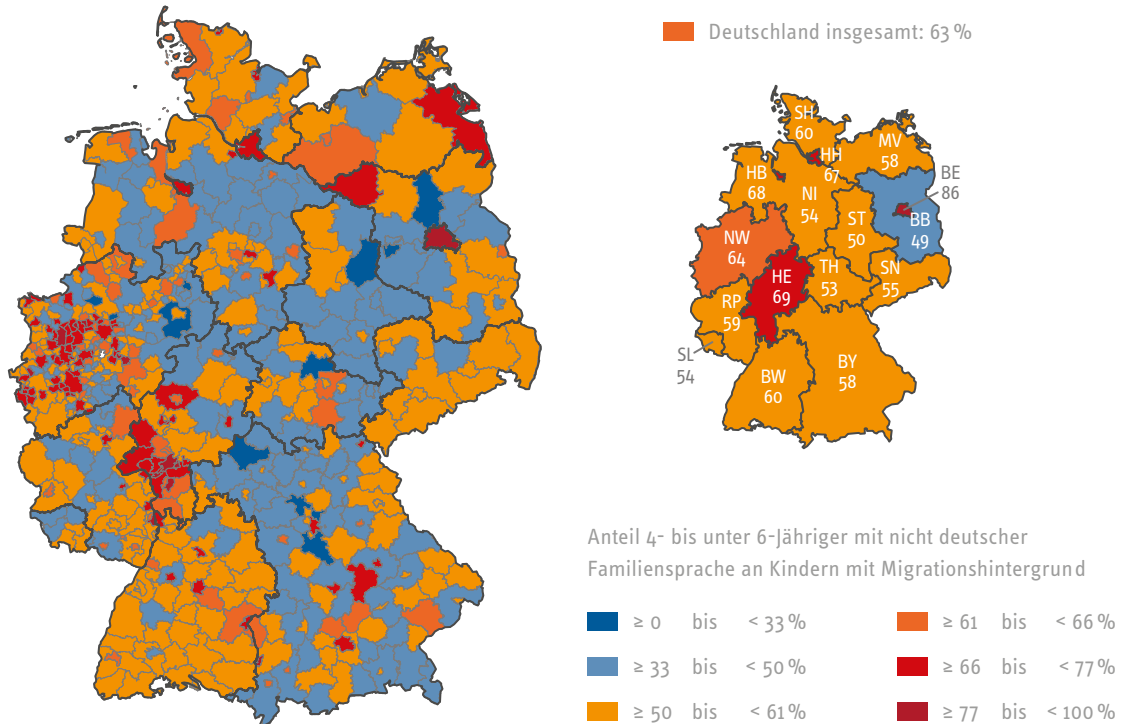 Deutschland insgesamt: 63 %
SH
60
MV
58
HH
67
HB
68
BE
86
NI
54
ST
50
BB
49
NW
64
HE
69
TH
53
SN
55
RP
59
SL
54
BW
60
BY
58
Anteil 4- bis unter 6-Jähriger mit nicht deutscher
Familiensprache an Kindern mit Migrationshintergrund
≥ 0 bis < 33 %
≥ 33 bis < 50 %
≥ 50 bis < 61 %
≥ 61 bis < 66 %
≥ 66 bis < 77 %
≥ 77 bis < 100 %